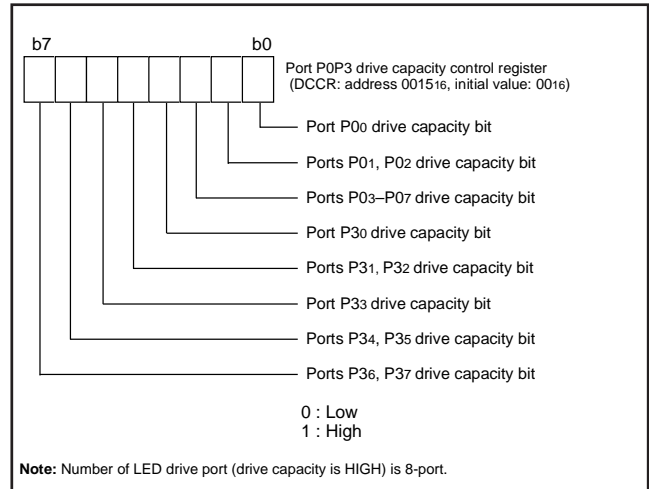 b7 b0
Port P0P3 drive capacity control register
(DCCR: address 001516, initial value: 0016)
Port P00 drive capacity bit
Ports P01, P02 drive capacity bit
Ports P03–P07 drive capacity bit
Port P30 drive capacity bit
Ports P31, P32 drive capacity bit
Port P33 drive capacity bit
Ports P34, P35 drive capacity bit
Ports P36, P37 drive capacity bit
0 : Low
1 : High
Note: Number of LED drive port (drive capacity is HIGH) is 8-port.